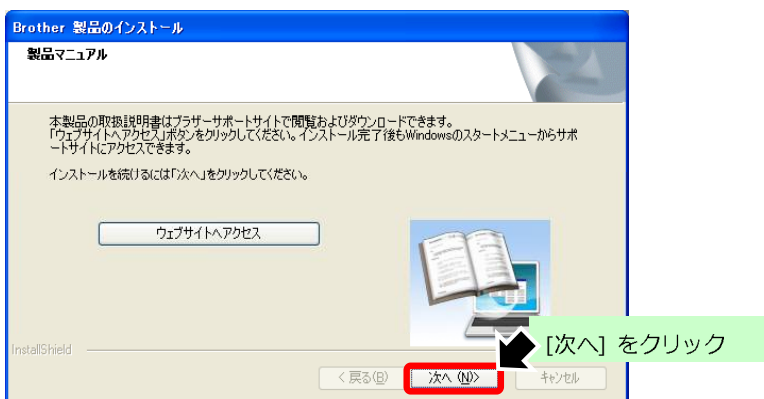 Brother 製品のインストール
製品マニュアル
本製品の取扱説明書はブラザーサポートサイトで閲覧およびダウンロードできます。
「ウェブサイトへアクセス」ボタンをクリックしてください。インストール完了後もWindowsのスタートメニューからサポ
ートサイトにアクセスできます。
インストールを続けるには「次へ」をクリックしてください。
ウェブサイトへアクセス
[次へ] をクリック
InstallShield
< 戻る(B)
次へ (N)>
キャンセル